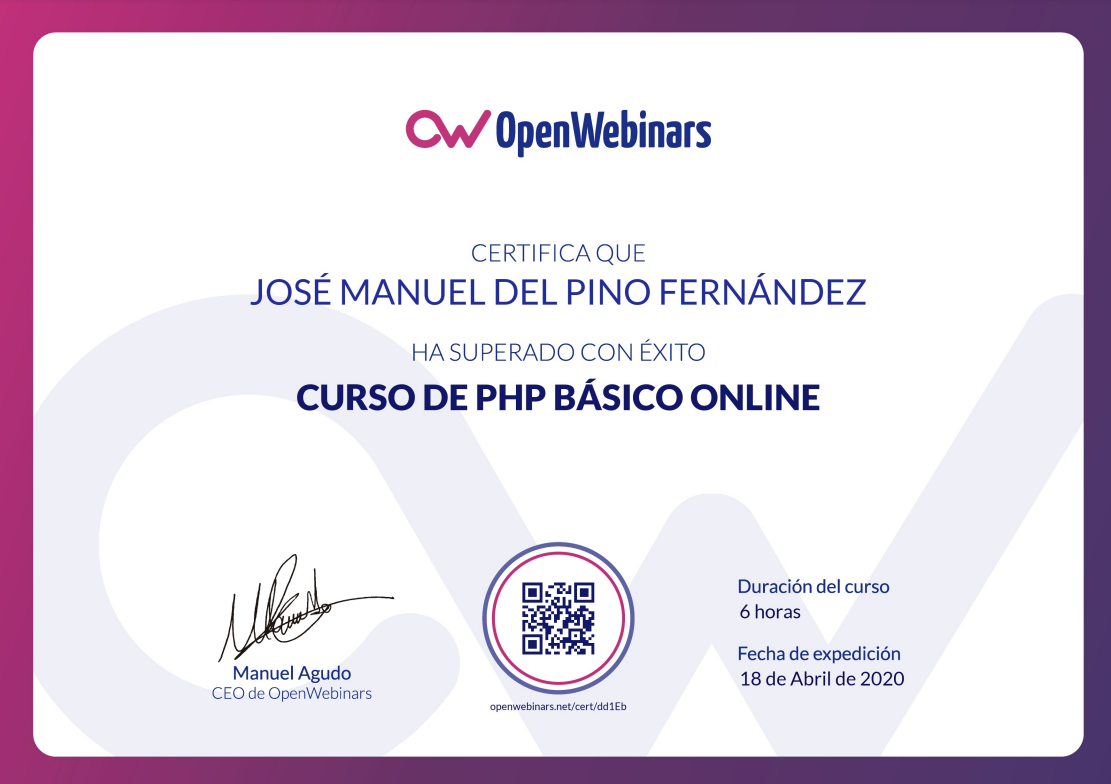 OpenWebinars
CERTIFICA QUE
JOSÉ MANUEL DEL PINO FERNÁNDEZ
HA SUPERADO CON ÉXITO
CURSO DE PHP BÁSICO ONLINE
Manuel Agudo
CEO de OpenWebinars
openwebinars.net/cert/dd1Eb
Duración del curso
6 horas
Fecha de expedición
18 de Abril de 2020